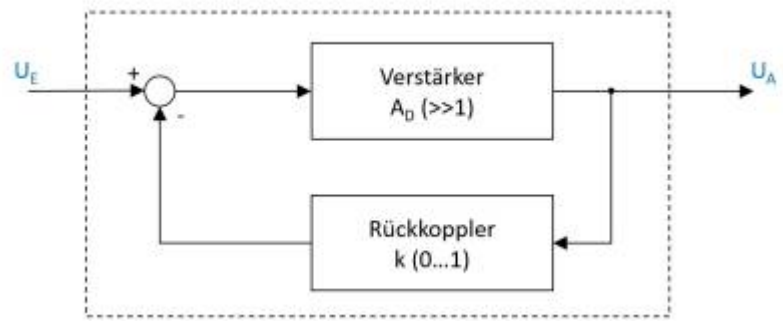 U_E
+
-
Verstärker
A_D (>>1)
U_A
Rückkoppler
k (0...1)